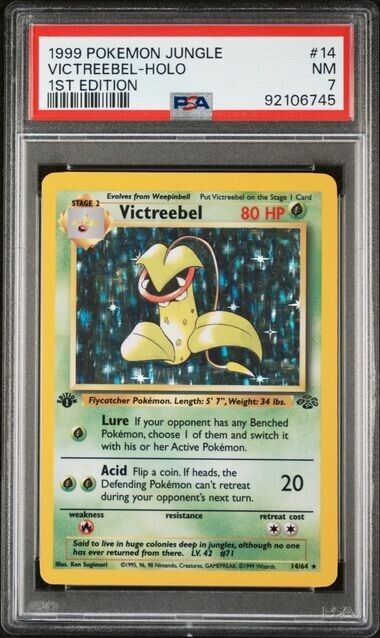 1999 POKEMON JUNGLE #14
VICTREEBEL-HOLO NM
1ST EDITION 7
PSA 92106745
Evolves from Weepinbell Put Victreebel on the Stage 1 Card
STAGE 2
Victreebel 80 HP
EDITION
1
Flycatcher Pokémon. Length: 5' 7", Weight: 34 lbs.
Lure If your opponent has any Benched
Pokémon, choose 1 of them and switch it
with his or her Active Pokémon.
Acid Flip a coin. If heads, the
Defending Pokémon can't retreat 20
during your opponent's next turn.
weakness resistance retreat cost
Said to live in huge colonies deep in jungles, although no one
has ever returned from there. LV. 42 #71
Illus. Ken Sugimori ©1995, 96, 98 Nintendo, Creatures, GAMEFREAK. ©1999 Wizards. 14/64 ★